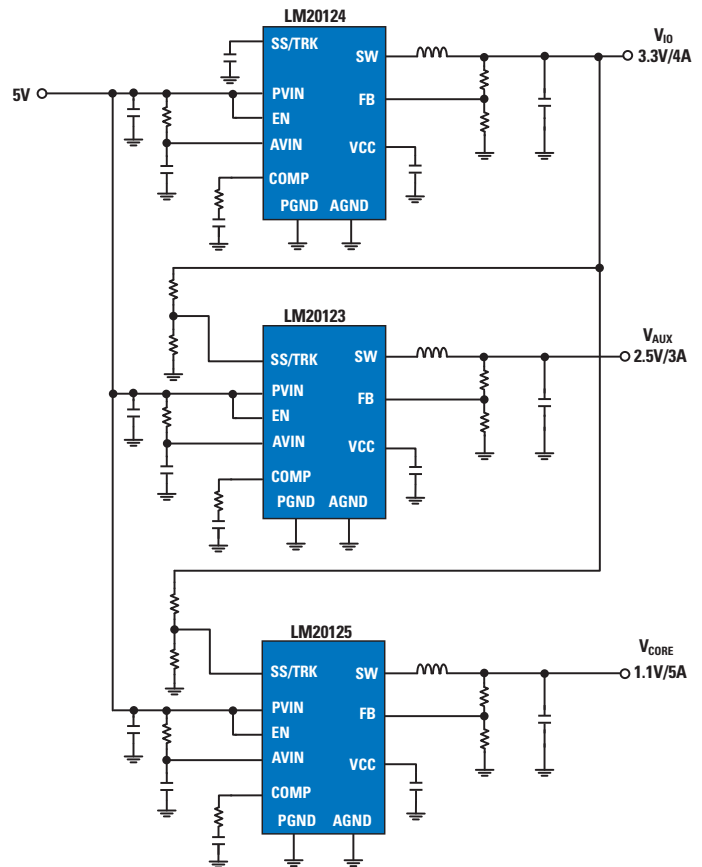 LM20124
SS/TRK
SW
V_IO
3.3V/4A
5V
PVIN
FB
EN
AVIN
VCC
COMP
PGND AGND
LM20123
SS/TRK
SW
V_AUX
2.5V/3A
PVIN
FB
EN
AVIN
VCC
COMP
PGND AGND
LM20125
SS/TRK
SW
V_CORE
1.1V/5A
PVIN
FB
EN
AVIN
VCC
COMP
PGND AGND